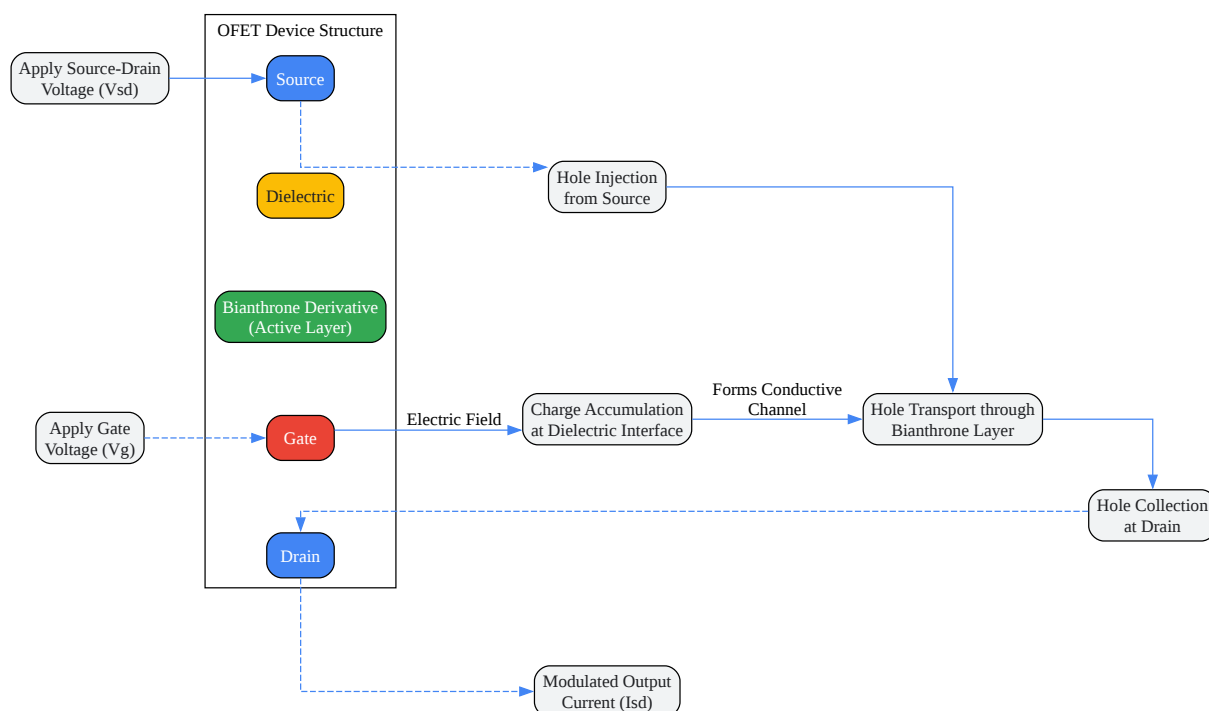 OFET Device Structure
Apply Source-Drain
Voltage (Vsd)
Source
Hole Injection
from Source
Dielectric
Bianthrone Derivative
(Active Layer)
Apply Gate
Voltage (Vg)
Gate
Electric Field
Charge Accumulation
at Dielectric Interface
Forms Conductive
Channel
Hole Transport through
Bianthrone Layer
Hole Collection
at Drain
Drain
Modulated Output
Current (Isd)